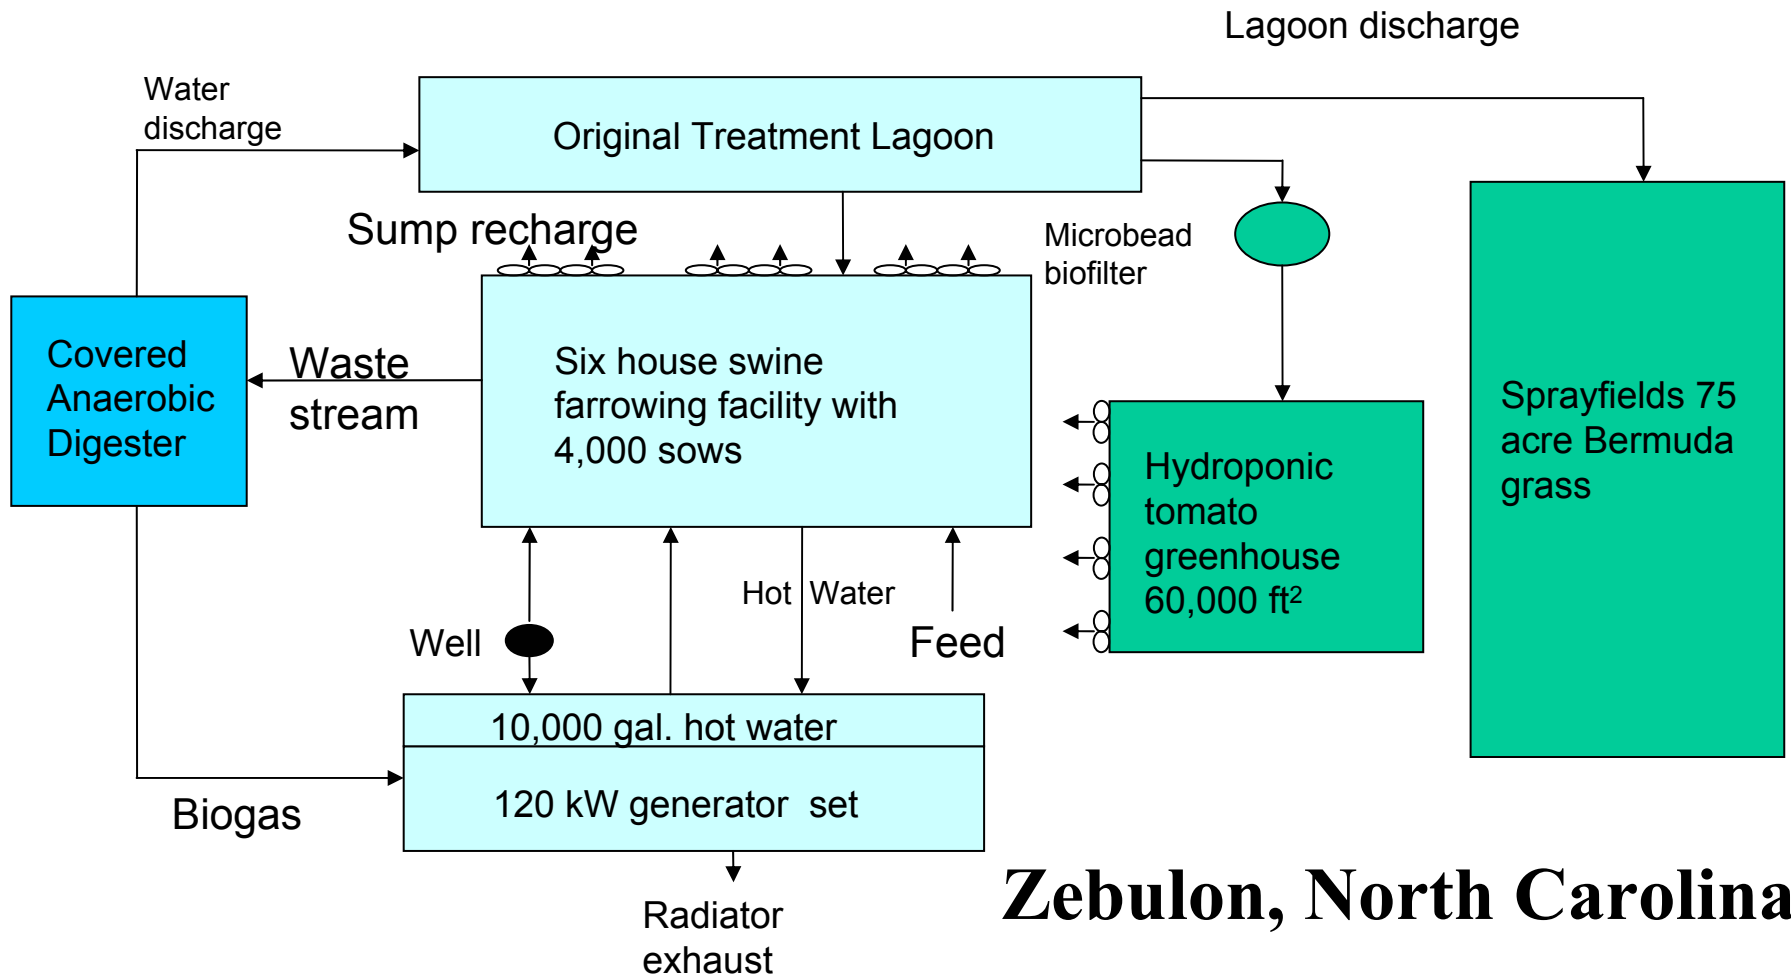 Lagoon discharge
Water
discharge
Original Treatment Lagoon
Sump recharge
Microbead
biofilter
Covered
Anaerobic
Digester
Waste
stream
Six house swine
farrowing facility with
4,000 sows
Hydroponic
tomato
greenhouse
60,000 ft²
Sprayfields 75
acre Bermuda
grass
Hot Water
Well
Feed
10,000 gal. hot water
120 kW generator set
Biogas
Radiator
exhaust
Zebulon, North Carolina